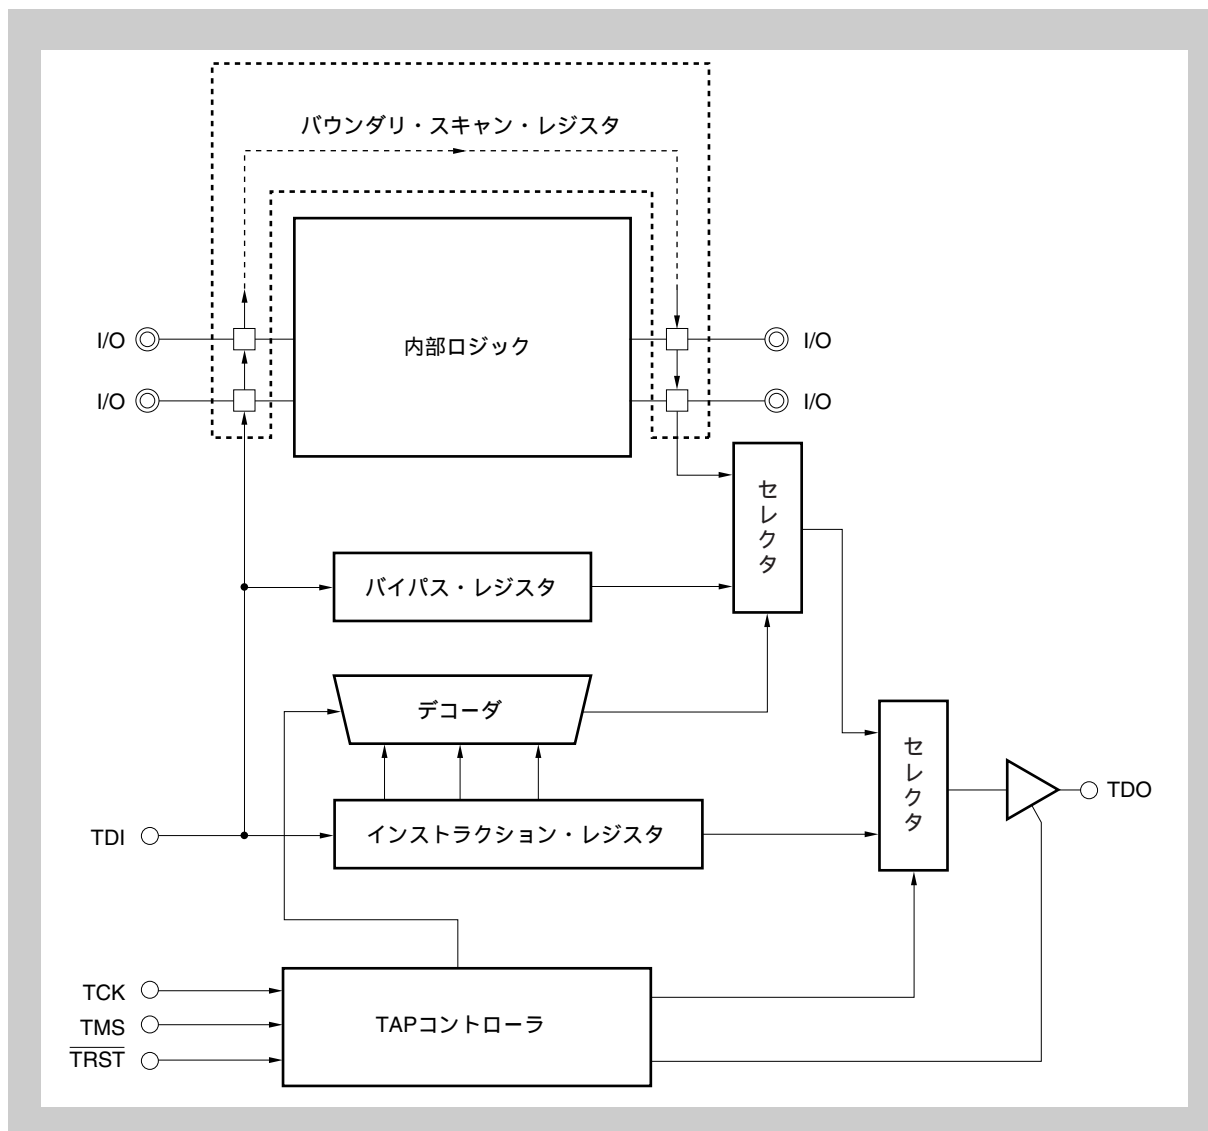 バウンダリ・スキャン・レジスタ
I/O
内部ロジック
I/O
I/O
I/O
セレクタ
バイパス・レジスタ
デコーダ
セレクタ
TDO
TDI
インストラクション・レジスタ
TCK
TMS
TRST
TAPコントローラ